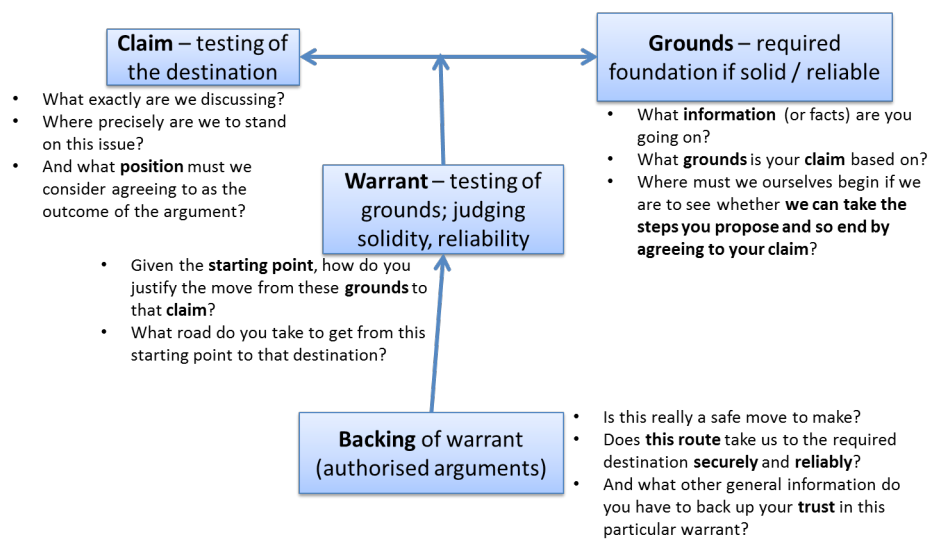 Claim – testing of
the destination
Grounds – required
foundation if solid / reliable
• What exactly are we discussing?
• Where precisely are we to stand
on this issue?
• And what position must we
consider agreeing to as the
outcome of the argument?
• What information (or facts) are you
going on?
• What grounds is your claim based on?
• Where must we ourselves begin if we
are to see whether we can take the
steps you propose and so end by
agreeing to your claim?
Warrant – testing of
grounds; judging
solidity, reliability
• Given the starting point, how do you
justify the move from these grounds to
that claim?
• What road do you take to get from this
starting point to that destination?
Backing of warrant
(authorised arguments)
• Is this really a safe move to make?
• Does this route take us to the required
destination securely and reliably?
• And what other general information do
you have to back up your trust in this
particular warrant?